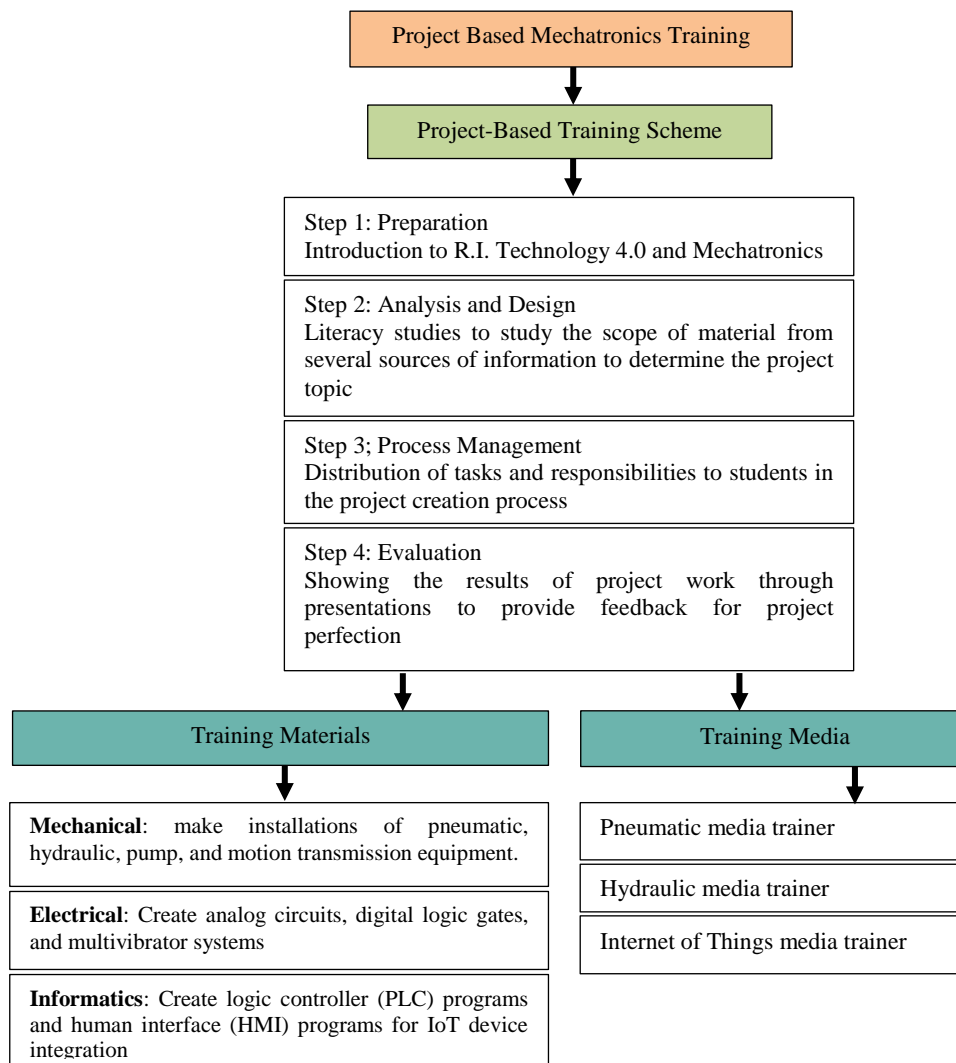 Project Based Mechatronics Training
Project-Based Training Scheme
Step 1: Preparation
Introduction to R.I. Technology 4.0 and Mechatronics
Step 2: Analysis and Design
Literacy studies to study the scope of material from
several sources of information to determine the project
topic
Step 3; Process Management
Distribution of tasks and responsibilities to students in
the project creation process
Step 4: Evaluation
Showing the results of project work through
presentations to provide feedback for project
perfection
Training Materials
Mechanical: make installations of pneumatic,
hydraulic, pump, and motion transmission equipment.
Electrical: Create analog circuits, digital logic gates,
and multivibrator systems
Informatics: Create logic controller (PLC) programs
and human interface (HMI) programs for IoT device
integration
Training Media
Pneumatic media trainer
Hydraulic media trainer
Internet of Things media trainer